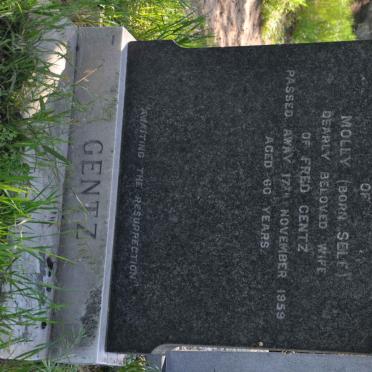 OF
MOLLY (BORN SELF)
DEARLY BELOVED WIFE
OF FRED GENTZ
PASSED AWAY 17TH NOVEMBER 1959
AGED 60 YEARS.
AWAITING THE RESURRECTION.
GENTZ